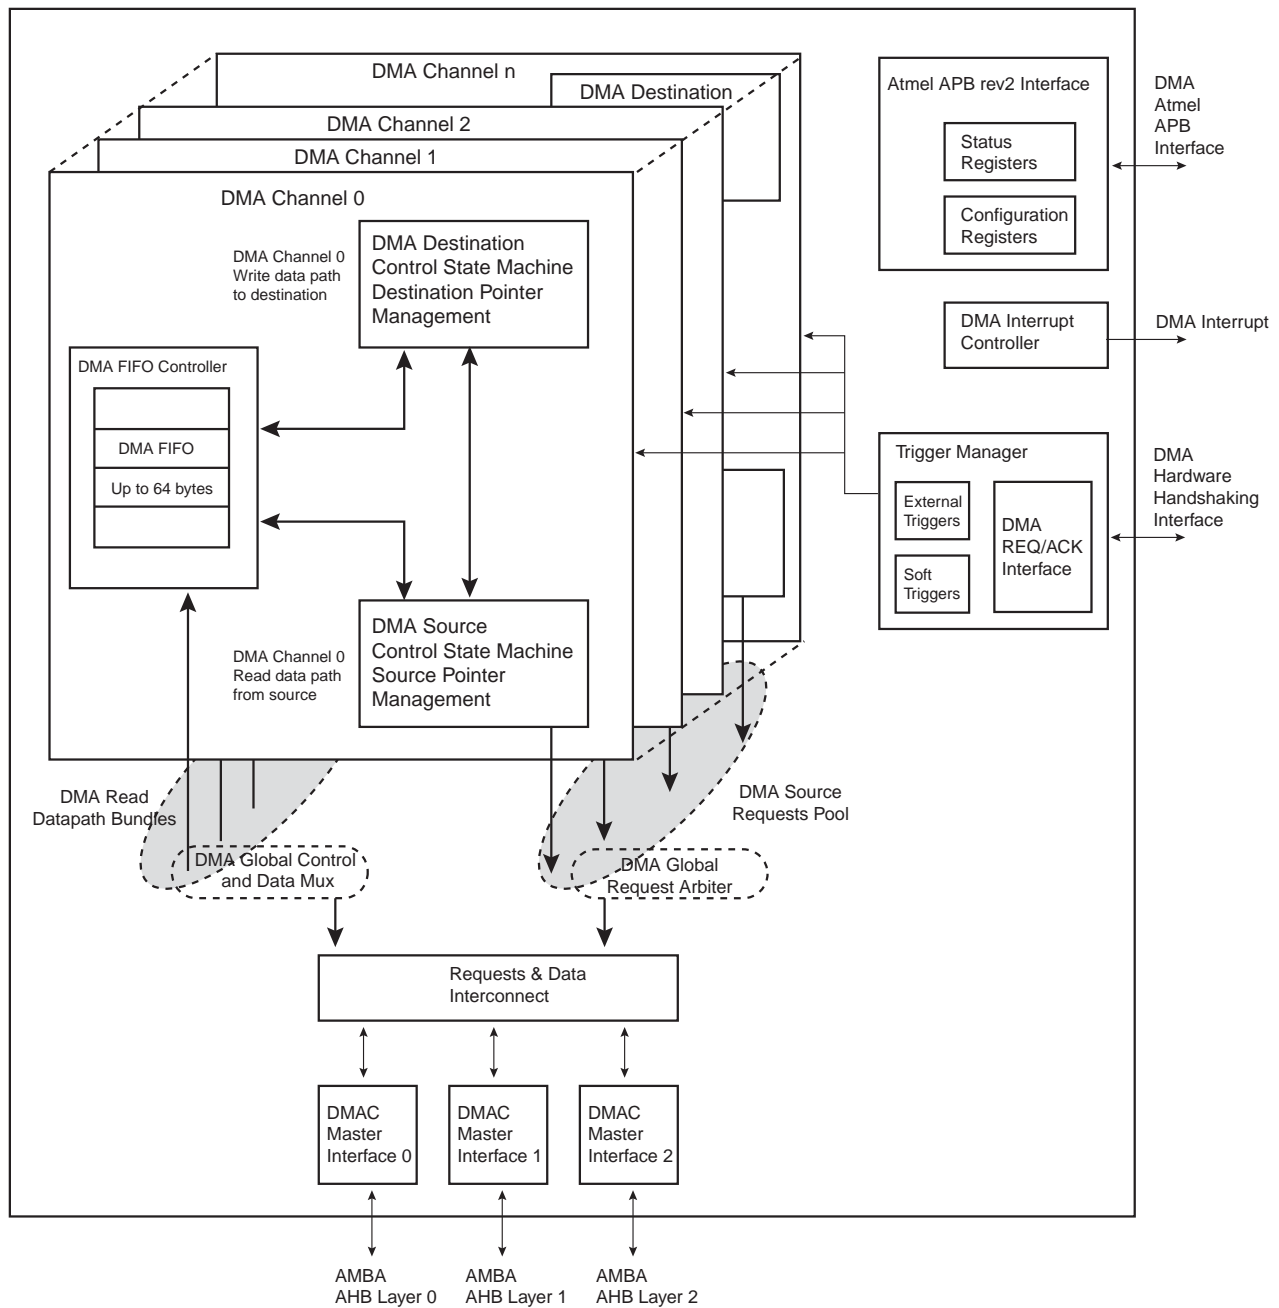 DMA Channel n
DMA Destination
DMA Channel 2
DMA Channel 1
DMA Channel 0
DMA Channel 0
Write data path
to destination
DMA Destination
Control State Machine
Destination Pointer
Management
DMA FIFO Controller
DMA FIFO
Up to 64 bytes
DMA Channel 0
Read data path
from source
DMA Source
Control State Machine
Source Pointer
Management
Atmel APB rev2 Interface
Status
Registers
Configuration
Registers
DMA
Atmel
APB
Interface
DMA Interrupt
Controller
DMA Interrupt
Trigger Manager
External
Triggers
Soft
Triggers
DMA
REQ/ACK
Interface
DMA
Hardware
Handshaking
Interface
DMA Read
Datapath Bundles
DMA Source
Requests Pool
DMA Global Control
and Data Mux
DMA Global
Request Arbiter
Requests & Data
Interconnect
DMAC
Master
Interface 0
DMAC
Master
Interface 1
DMAC
Master
Interface 2
AMBA
AHB Layer 0
AMBA
AHB Layer 1
AMBA
AHB Layer 2